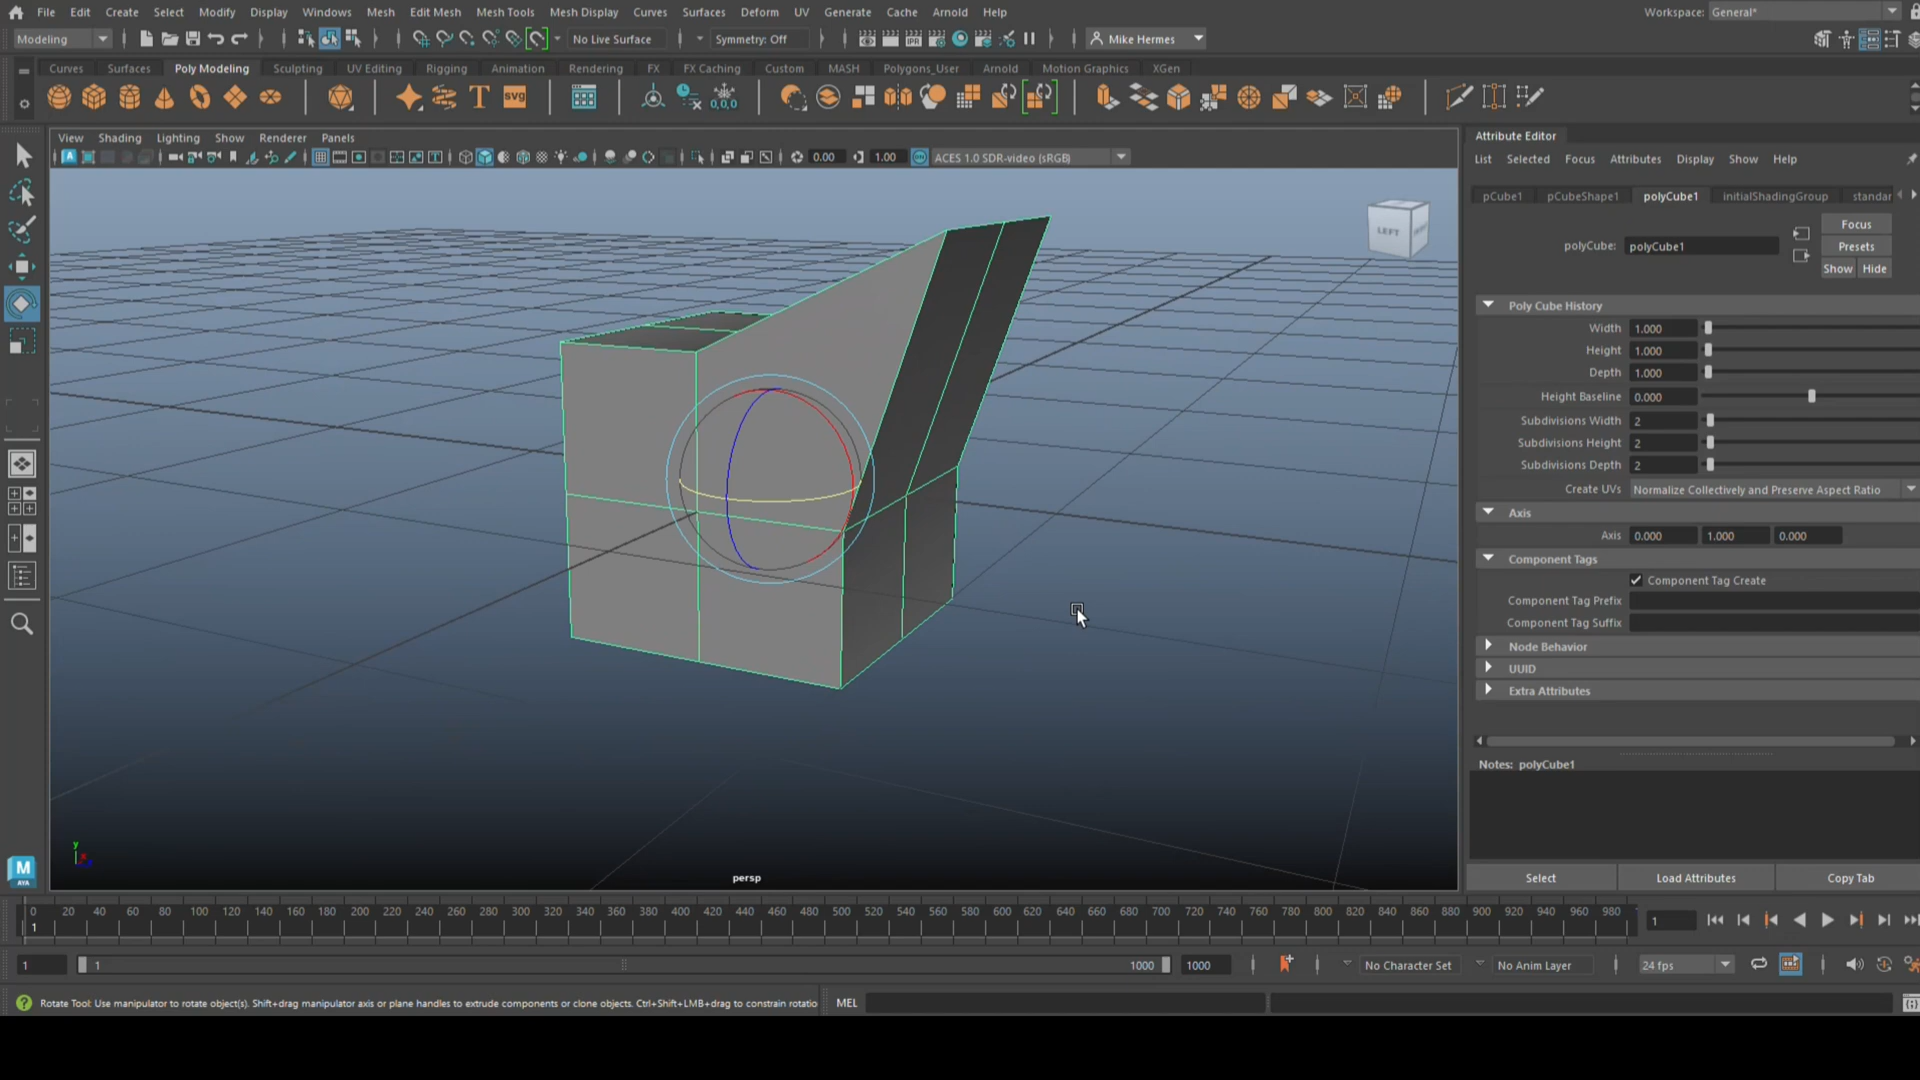 File Edit Create Select Modify Display Windows Mesh Edit Mesh Mesh Tools Mesh Display Curves Surfaces Deform UV Generate Cache Arnold Help Workspace: General*
Modeling No Live Surface Symmetry: Off Mike Hermes
Curves Surfaces Poly Modeling Sculpting UV Editing Rigging Animation Rendering FX FX Caching Custom MASH Polygons_User Arnold Motion Graphics XGen
T SVG 0,0,0
View Shading Lighting Show Renderer Panels
0.00 1.00 ACES 1.0 SDR-video (sRGB)
LEFT
y
persp
Attribute Editor
List Selected Focus Attributes Display Show Help
pCube1 pCubeShape1 polyCube1 initialShadingGroup standar
Focus
polyCube: polyCube1 Presets
Show Hide
Poly Cube History
Width 1.000
Height 1.000
Depth 1.000
Height Baseline 0.000
Subdivisions Width 2
Subdivisions Height 2
Subdivisions Depth 2
Create UVs Normalize Collectively and Preserve Aspect Ratio
Axis
Axis 0.000 1.000 0.000
Component Tags
Component Tag Create
Component Tag Prefix
Component Tag Suffix
Node Behavior
UUID
Extra Attributes
Notes: polyCube1
Select Load Attributes Copy Tab
M
AYA
0 20 40 60 80 100 120 140 160 180 200 220 240 260 280 300 320 340 360 380 400 420 440 460 480 500 520 540 560 580 600 620 640 660 680 700 720 740 760 780 800 820 840 860 880 900 920 940 960 980
1 1
1 1 1000 1000 No Character Set No Anim Layer 24 fps
Rotate Tool: Use manipulator to rotate object(s). Shift+drag manipulator axis or plane handles to extrude components or clone objects. Ctrl+Shift+LMB+drag to constrain rotatio MEL